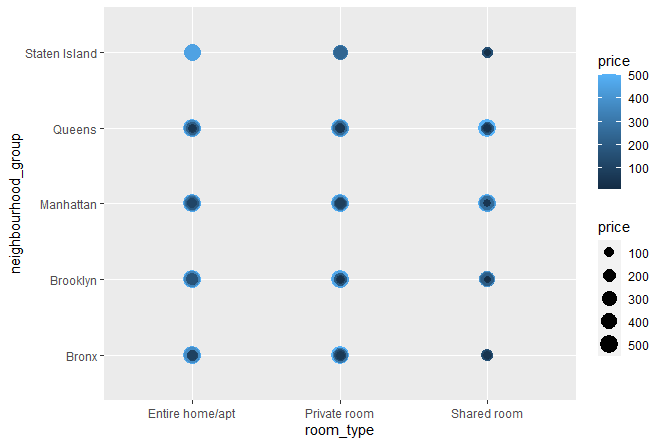 neighbourhood_group
Staten Island
Queens
Manhattan
Brooklyn
Bronx
Entire home/apt Private room Shared room
room_type
price
500
400
300
200
100
price
100
200
300
400
500